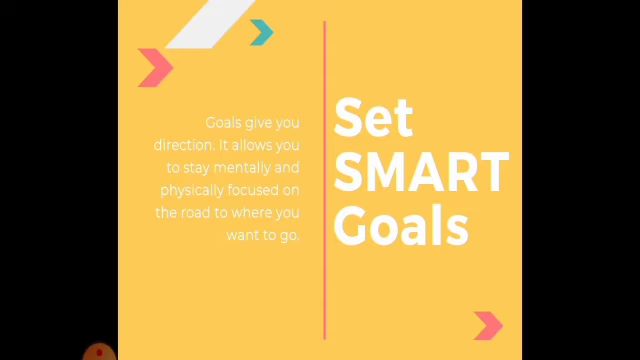 Goals give you
direction. It allows you
to stay mentally and
physically focused on
the road to where you
want to go.
Set
SMART
Goals